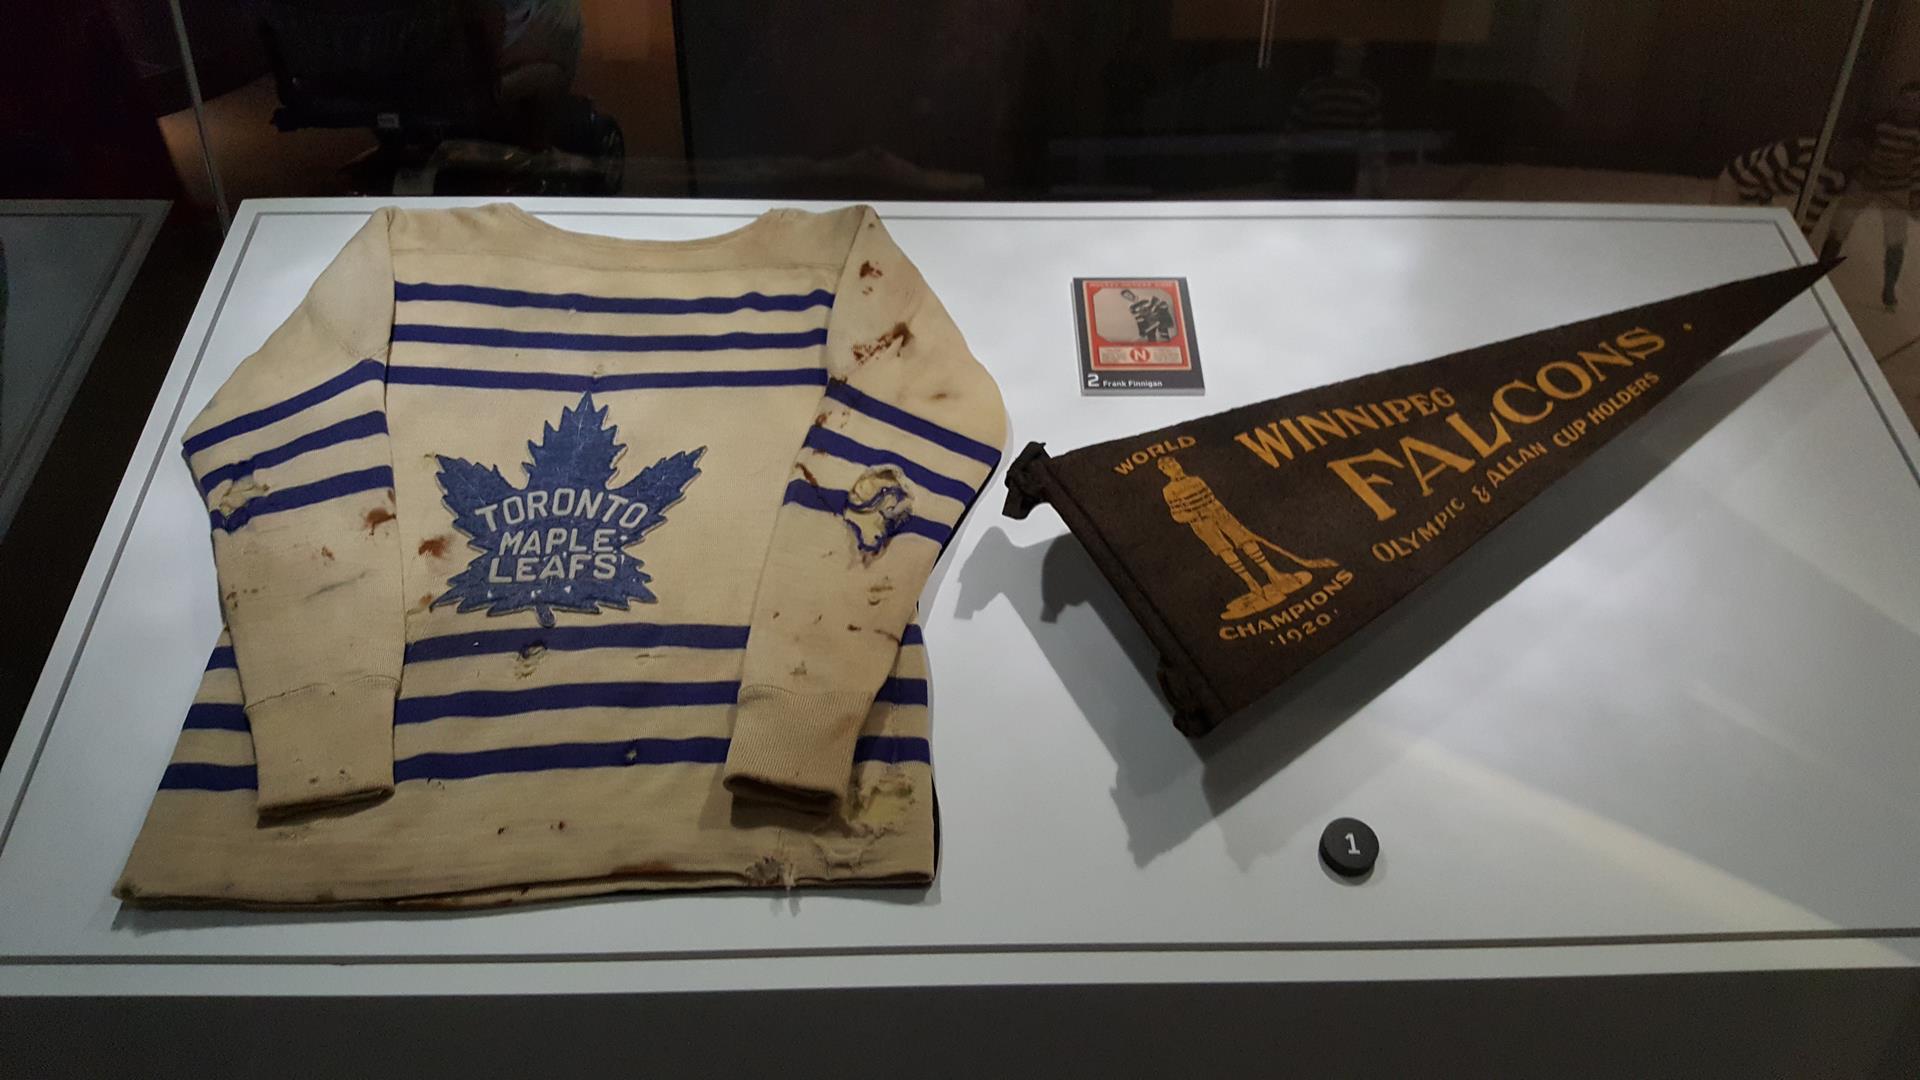 TORONTO
MAPLE
LEAFS
N
2 Frank Finnigan
WINNIPEG
FALCONS
OLYMPIC & ALLAN CUP HOLDERS
WORLD
CHAMPIONS
·1920·
1